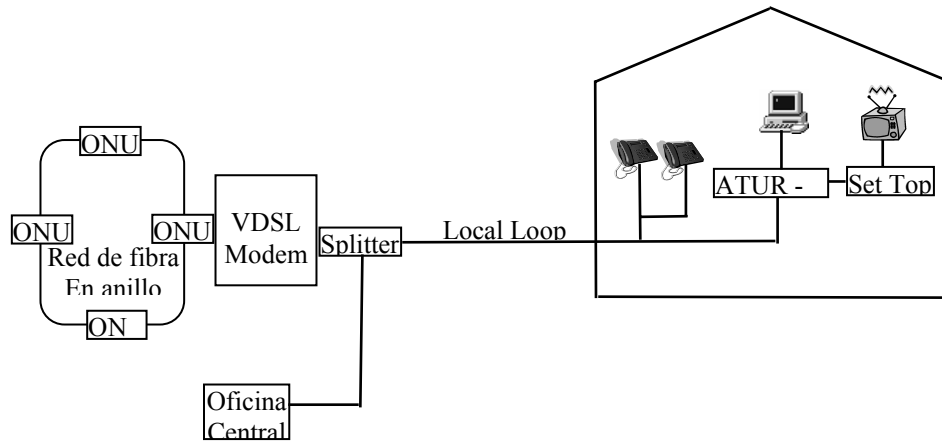 ONU
ONU
ONU
Red de fibra
En anillo
ON
VDSL
Modem
Splitter
Local Loop
ATUR -
Set Top
Oficina
Central